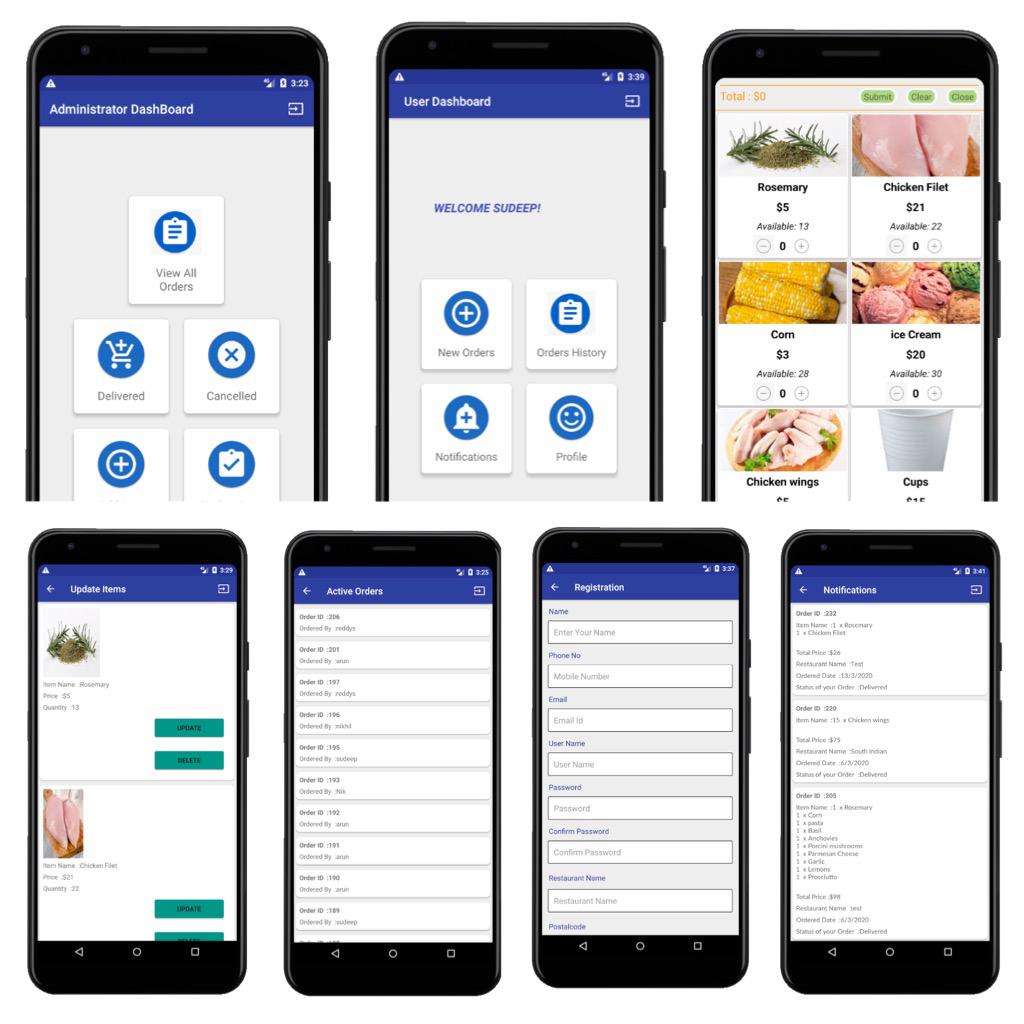 3:23
Administrator DashBoard
View All
Orders
Delivered
Cancelled
3:39
User Dashboard
WELCOME SUDEEP!
New Orders
Orders History
Notifications
Profile
Total : $0
Submit
Clear
Close
Rosemary
Chicken Filet
$5
$21
Available: 13
Available: 22
0
0
Corn
ice Cream
$3
$20
Available: 28
Available: 30
0
0
Chicken wings
Cups
$5
$15
3:29
Update Items
Item Name :Rosemary
Price :$5
Quantity :13
UPDATE
DELETE
Item Name :Chicken Filet
Price :$21
Quantity :22
UPDATE
3:25
Active Orders
Order ID :206
Ordered By :reddys
Order ID :201
Ordered By :arun
Order ID :197
Ordered By :reddys
Order ID :196
Ordered By :nikhil
Order ID :195
Ordered By :sudeep
Order ID :193
Ordered By :Nik
Order ID :192
Ordered By :arun
Order ID :191
Ordered By :arun
Order ID :190
Ordered By :arun
Order ID :189
Ordered By :sudeep
3:37
Registration
Name
Enter Your Name
Phone No
Mobile Number
Email
Email Id
User Name
User Name
Password
Password
Confirm Password
Confirm Password
Restaurant Name
Restaurant Name
Postalcode
3:41
Notifications
Order ID :232
Item Name :1 x Rosemary
1 x Chicken Filet
Total Price :$26
Restaurant Name :Test
Ordered Date :13/3/2020
Status of your Order :Delivered
Order ID :220
Item Name :15 x Chicken wings
Total Price :$75
Restaurant Name :South Indian
Ordered Date :6/3/2020
Status of your Order :Delivered
Order ID :205
Item Name :1 x Rosemary
1 x Corn
1 x pasta
1 x Basil
1 x Anchovies
1 x Porcini mushrooms
1 x Parmesan Cheese
1 x Garlic
1 x Lemons
1 x Prosciutto
Total Price :$98
Restaurant Name :test
Ordered Date :6/3/2020
Status of your Order :Delivered